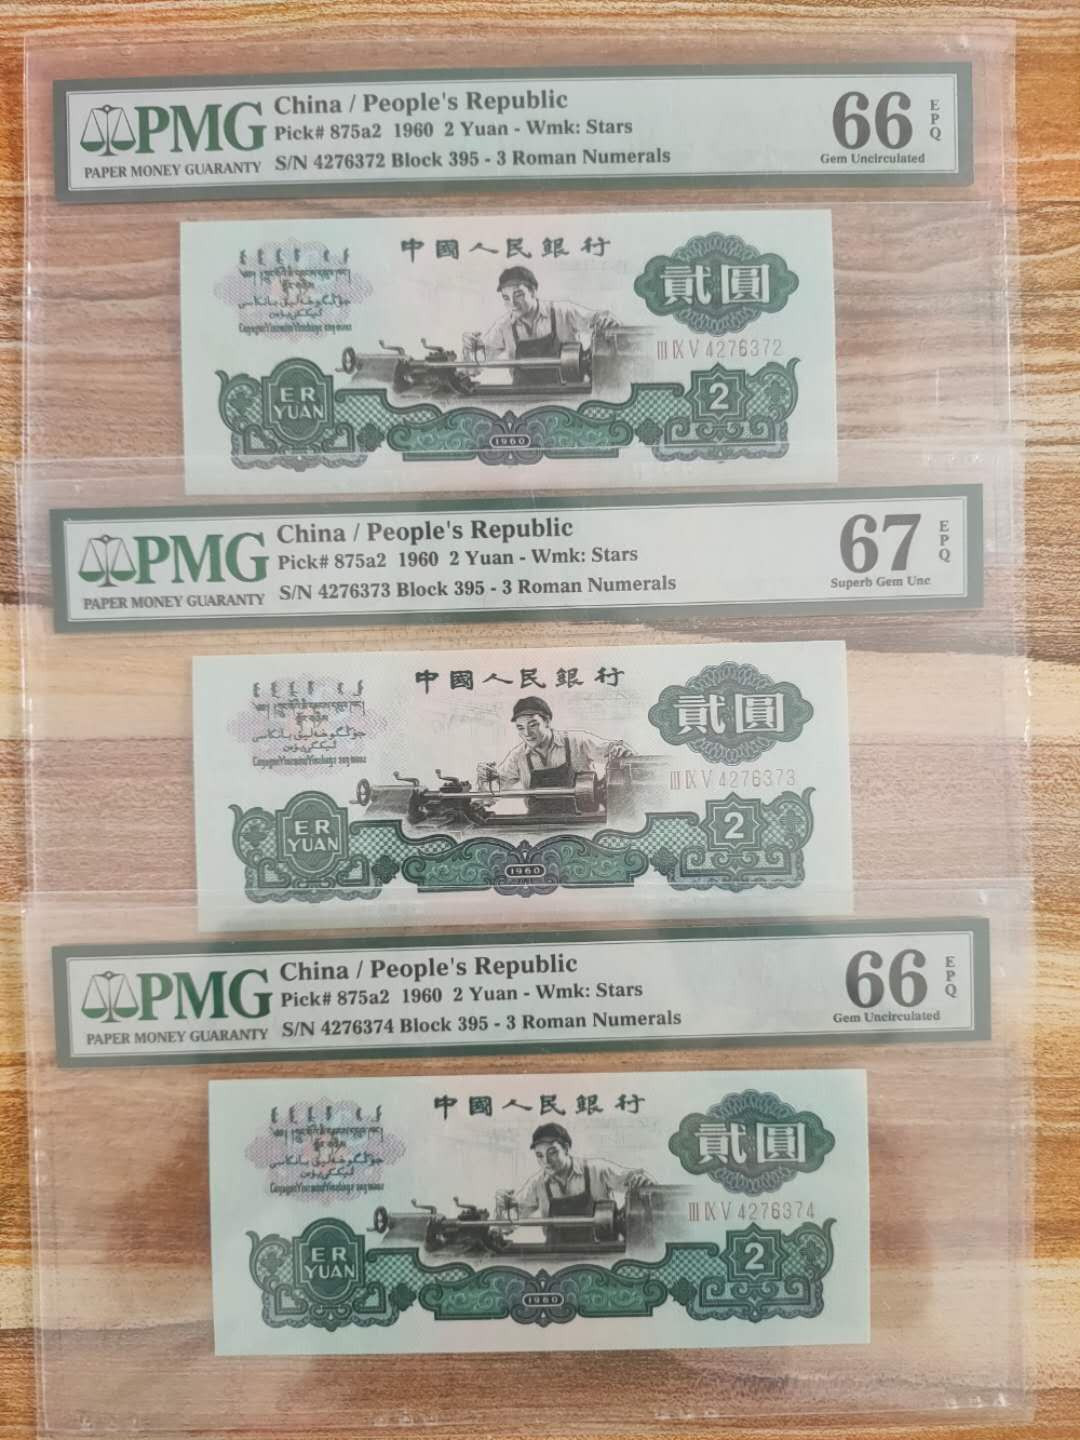 PMG
PAPER MONEY GUARANTY
China / People's Republic
Pick# 875a2 1960 2 Yuan - Wmk: Stars
S/N 4276372 Block 395 - 3 Roman Numerals
66
EPQ
Gem Uncirculated
中國人民銀行
贰圓
III IX V 4276372
ER
YUAN
2
1960
PMG
PAPER MONEY GUARANTY
China / People's Republic
Pick# 875a2 1960 2 Yuan - Wmk: Stars
S/N 4276373 Block 395 - 3 Roman Numerals
67
EPQ
Superb Gem Unc
中國人民銀行
贰圓
III IX V 4276373
ER
YUAN
2
1960
PMG
PAPER MONEY GUARANTY
China / People's Republic
Pick# 875a2 1960 2 Yuan - Wmk: Stars
S/N 4276374 Block 395 - 3 Roman Numerals
66
EPQ
Gem Uncirculated
中國人民銀行
贰圓
III IX V 4276374
ER
YUAN
2
1960